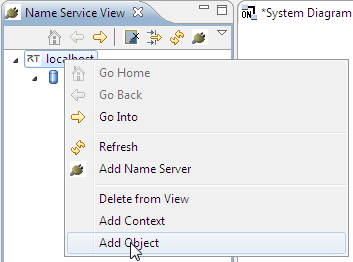 Name Service View
*System Diagram
ON
RT localhost
Go Home
Go Back
Go Into
Refresh
Add Name Server
Delete from View
Add Context
Add Object